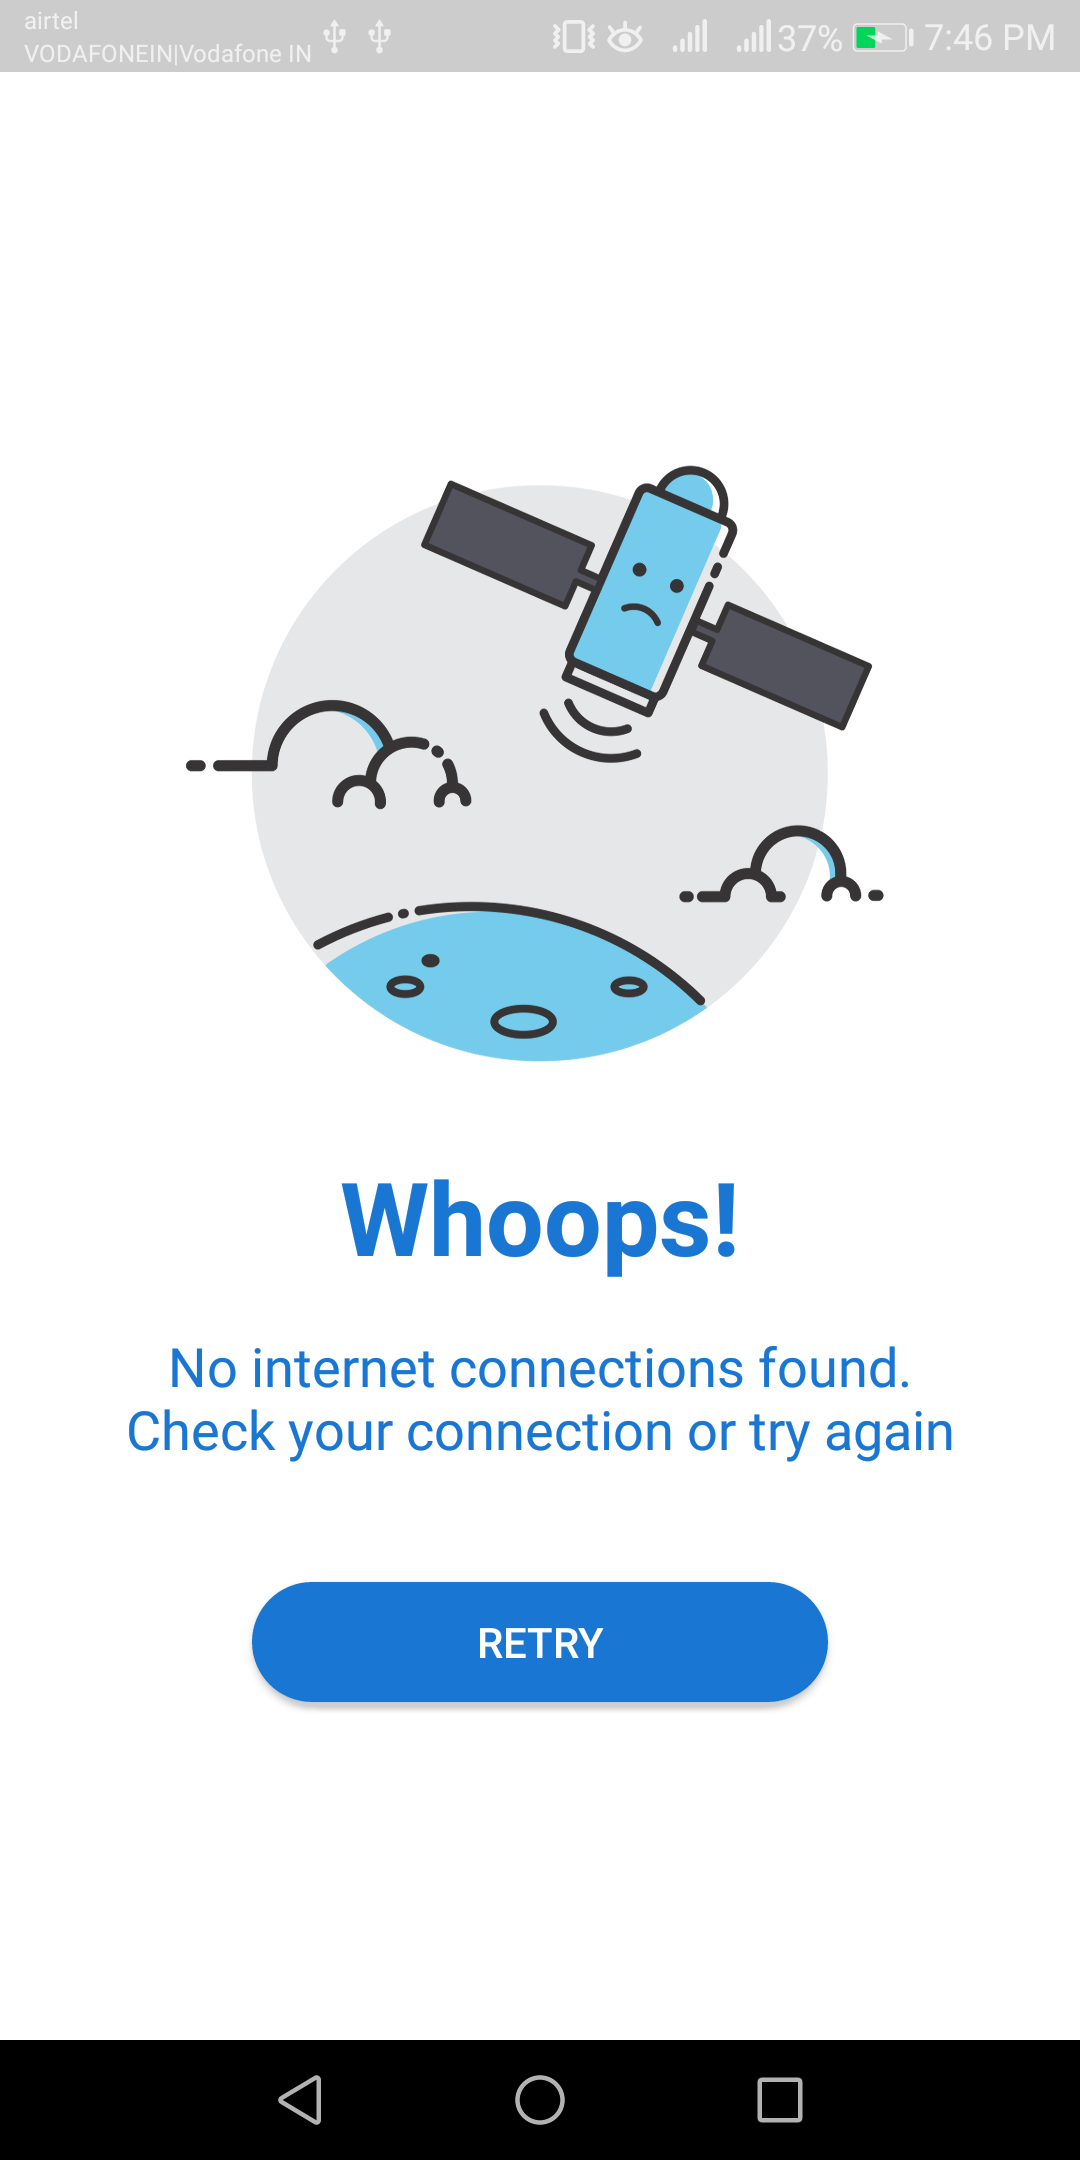 airtel
VODAFONEIN|Vodafone IN
37%
7:46 PM
Whoops!
No internet connections found.
Check your connection or try again
RETRY